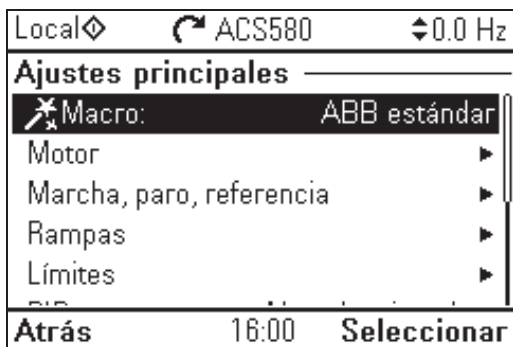 Local ACS580 0.0 Hz
Ajustes principales
Macro: ABB estándar
Motor
Marcha, paro, referencia
Rampas
Límites
Atrás 16:00 Seleccionar